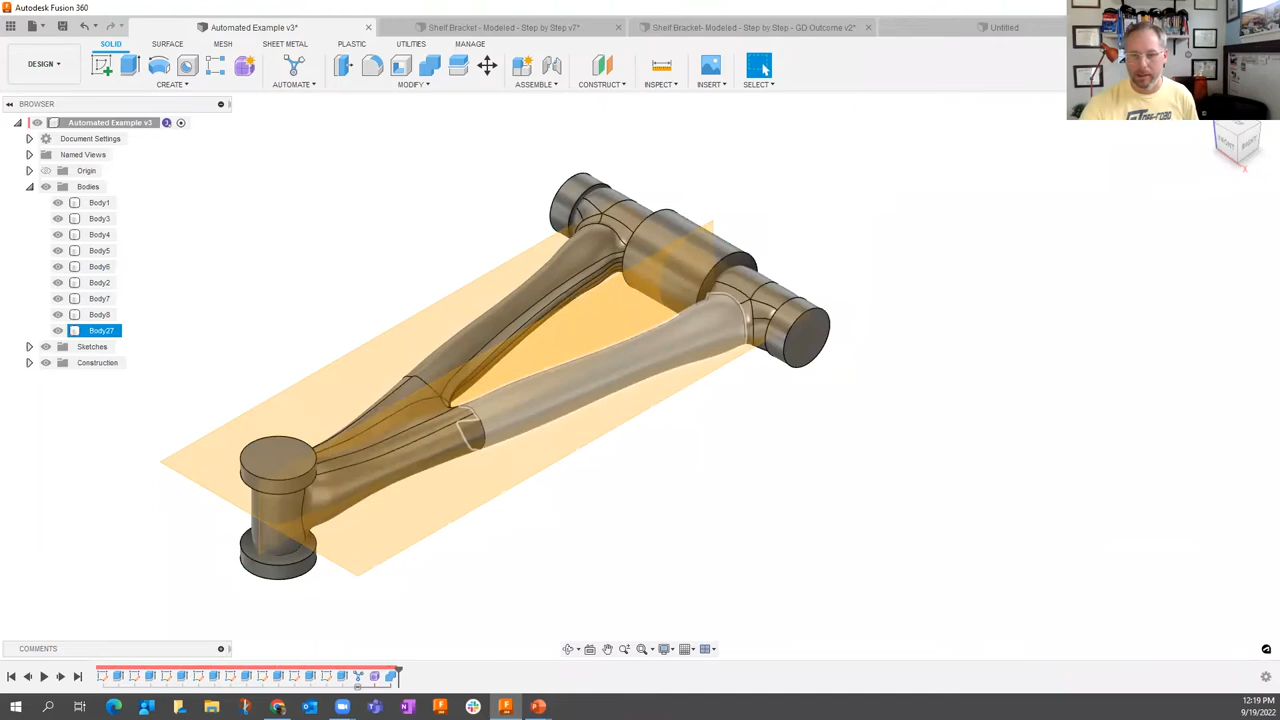 Autodesk Fusion 360
Automated Example v3*
Shelf Bracket - Modeled - Step by Step v7*
Shelf Bracket- Modeled - Step by Step - GD Outcome v2*
Untitled
DESIGN
SOLID
SURFACE
MESH
SHEET METAL
PLASTIC
UTILITIES
MANAGE
CREATE
AUTOMATE
MODIFY
ASSEMBLE
CONSTRUCT
INSPECT
INSERT
SELECT
BROWSER
Automated Example v3
Document Settings
Named Views
Origin
Bodies
Body1
Body3
Body4
Body5
Body6
Body2
Body7
Body8
Body27
Sketches
Construction
FRONT
RIGHT
X
COMMENTS
12:19 PM
9/19/2022